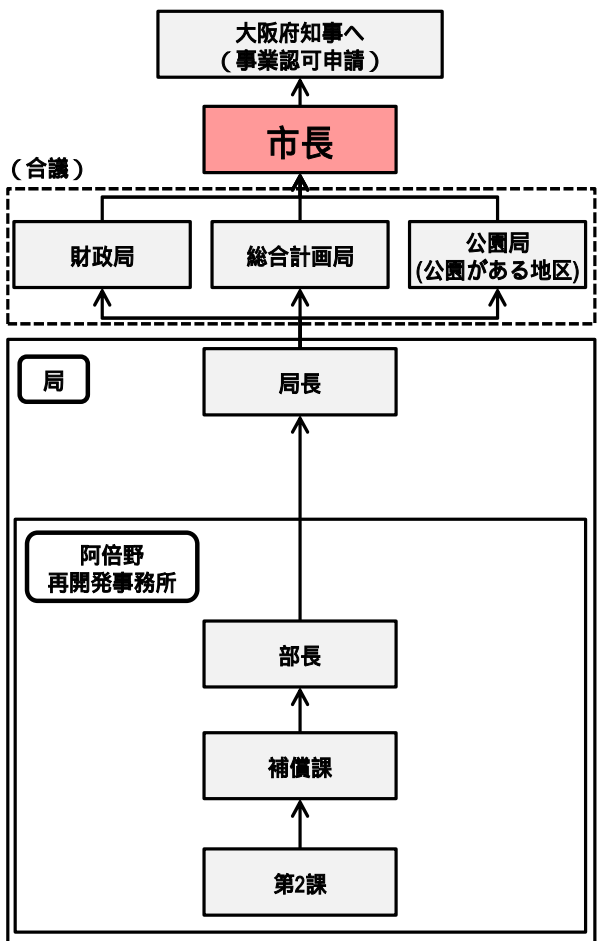 大阪府知事へ
（事業認可申請）
市長
（合議）
財政局
総合計画局
公園局
(公園がある地区)
局
局長
阿倍野
再開発事務所
部長
補償課
第2課